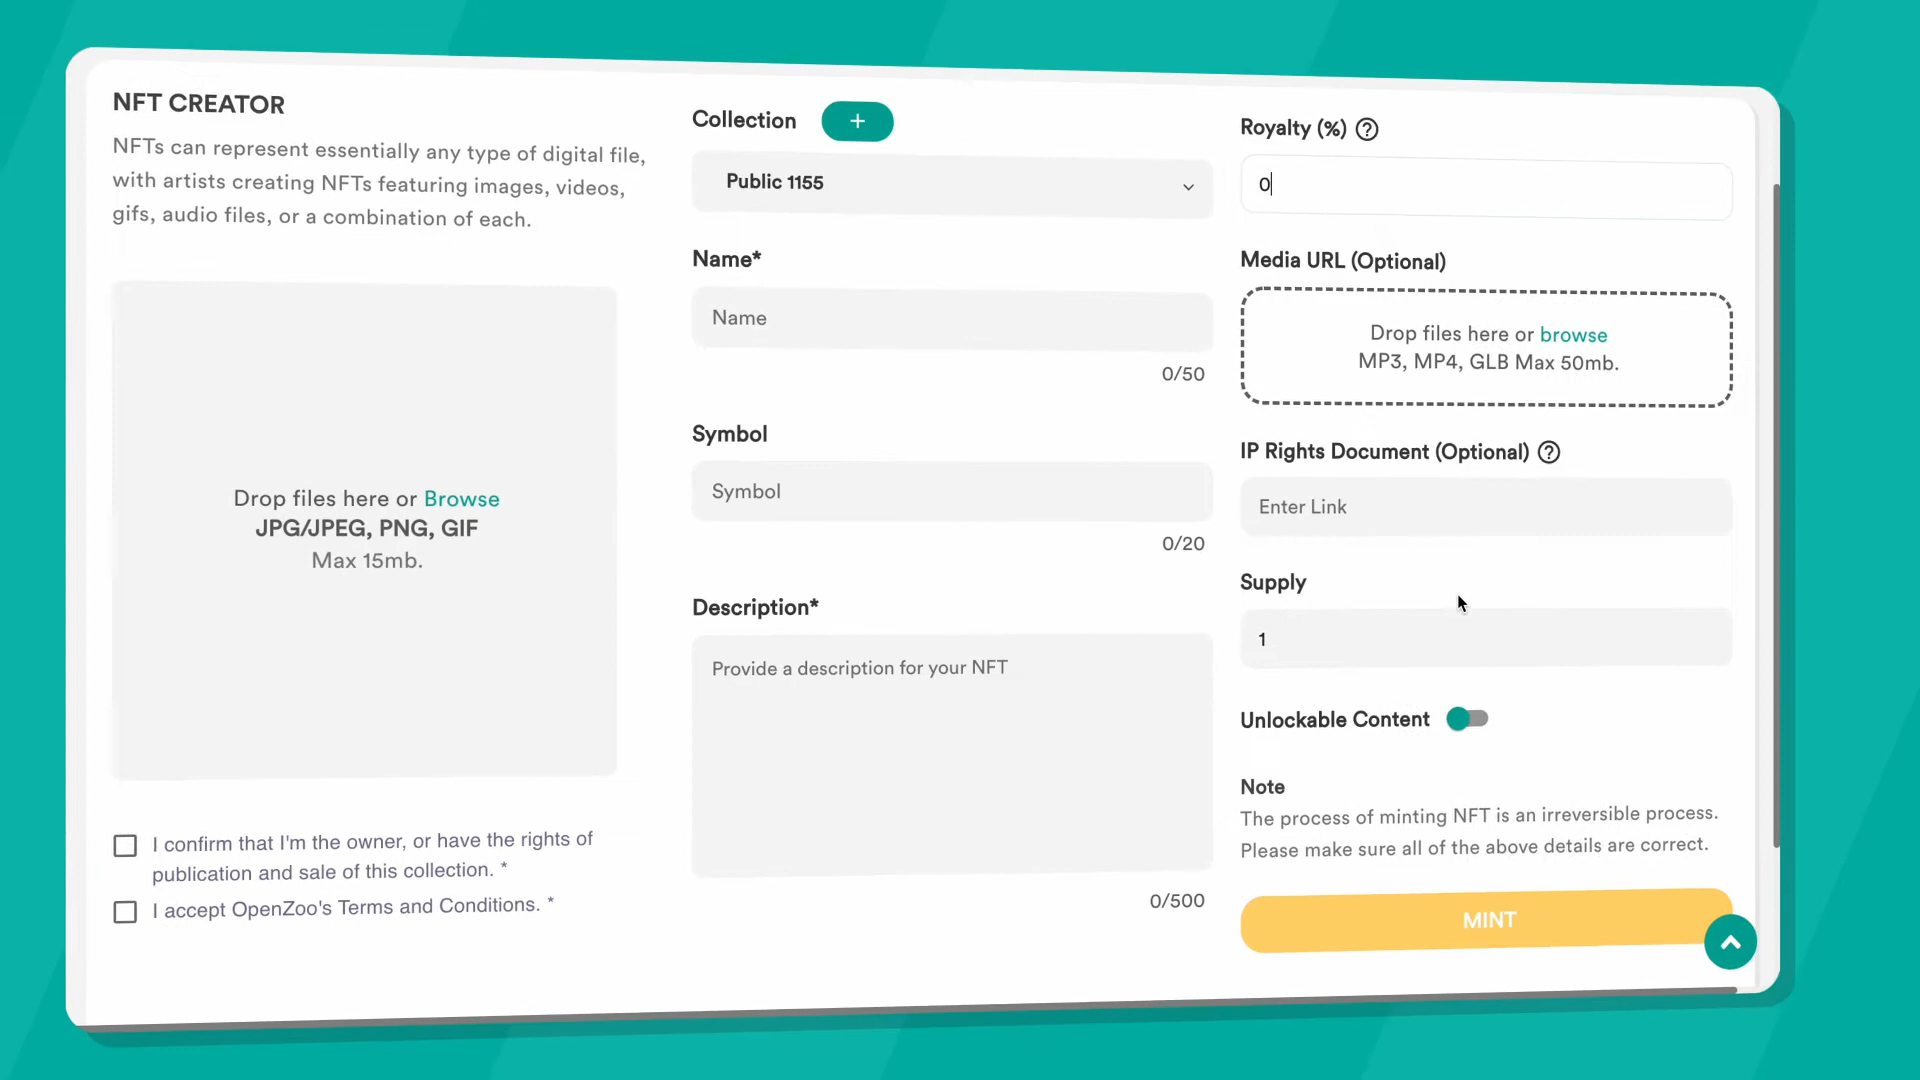 NFT CREATOR
NFTs can represent essentially any type of digital file,
with artists creating NFTs featuring images, videos,
gifs, audio files, or a combination of each.
Drop files here or Browse
JPG/JPEG, PNG, GIF
Max 15mb.
I confirm that I'm the owner, or have the rights of
publication and sale of this collection. *
I accept OpenZoo's Terms and Conditions. *
Collection +
Public 1155
Name*
Name
0/50
Symbol
Symbol
0/20
Description*
Provide a description for your NFT
0/500
Royalty (%) ?
0
Media URL (Optional)
Drop files here or browse
MP3, MP4, GLB Max 50mb.
IP Rights Document (Optional) ?
Enter Link
Supply
1
Unlockable Content
Note
The process of minting NFT is an irreversible process.
Please make sure all of the above details are correct.
MINT